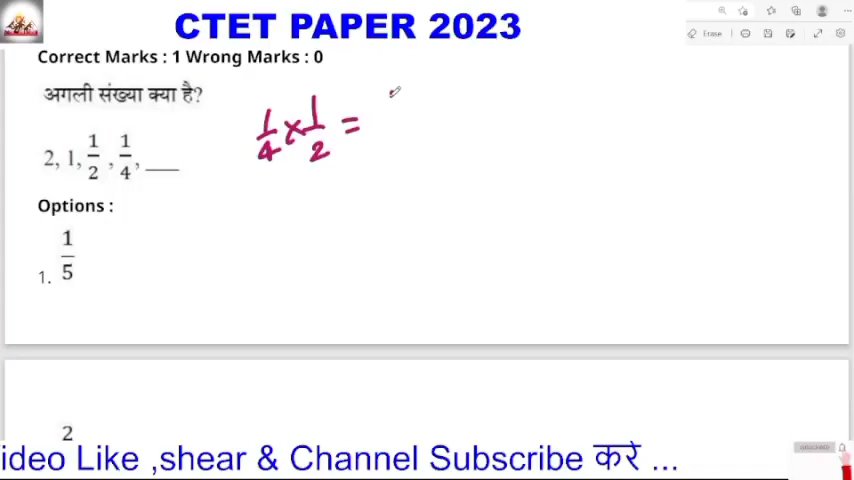 CTET PAPER 2023
Erase
Correct Marks : 1 Wrong Marks : 0
अगली संख्या क्या है?
2, 1, 1/2 , 1/4, ___
1/4 × 1/2 =
Options :
1. 1/5
2
ideo Like ,shear & Channel Subscribe करे ...